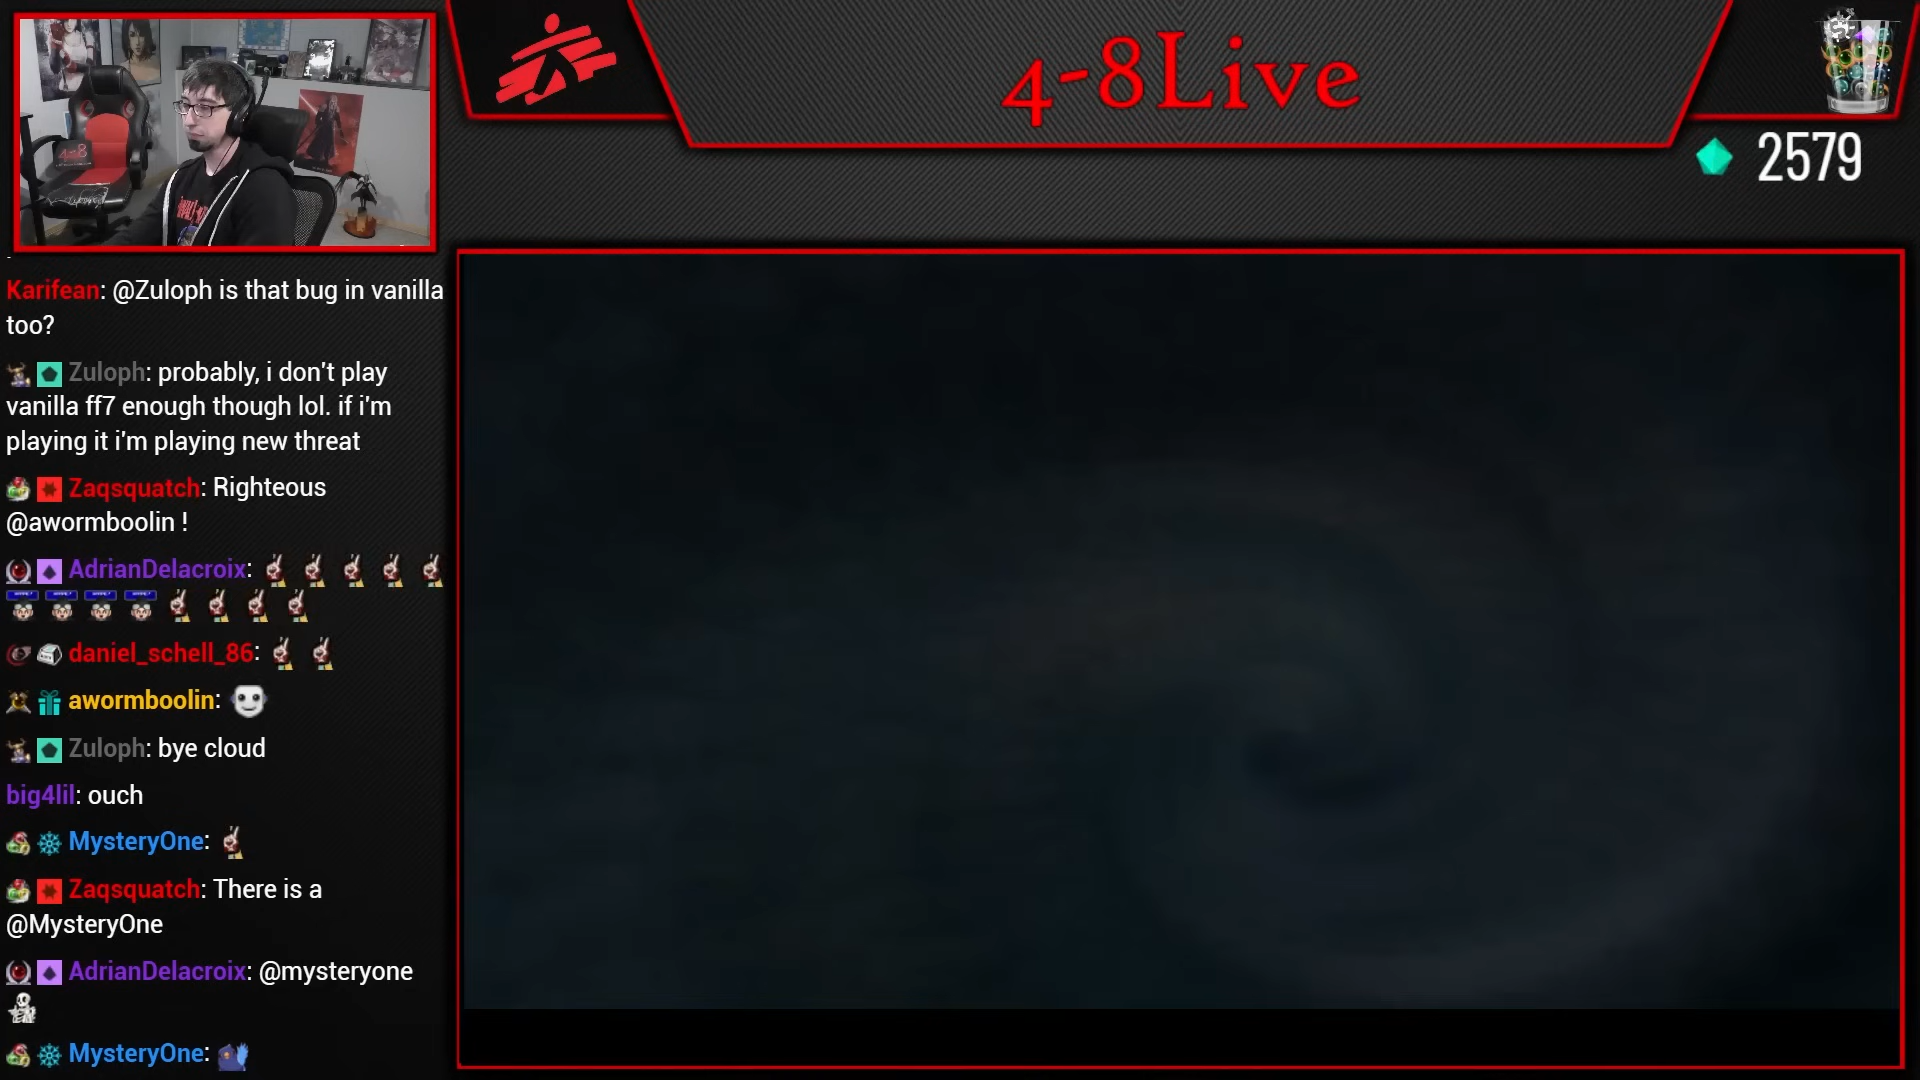 4-8Live
2579
Karifean: @Zuloph is that bug in vanilla
too?
Zuloph: probably, i don't play
vanilla ff7 enough though lol. if i'm
playing it i'm playing new threat
Zaqsquatch: Righteous
@awormboolin !
AdrianDelacroix:
daniel_schell_86:
awormboolin:
Zuloph: bye cloud
big4lil: ouch
MysteryOne:
Zaqsquatch: There is a
@MysteryOne
AdrianDelacroix: @mysteryone
MysteryOne: